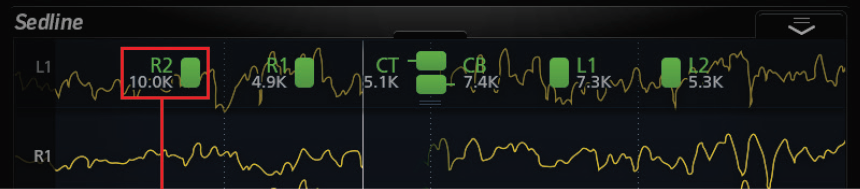 Sedline
L1 R2 R1 CT CB L1 L2
10.0K 4.9K 5.1K 7.4K 7.3K 5.3K
R1